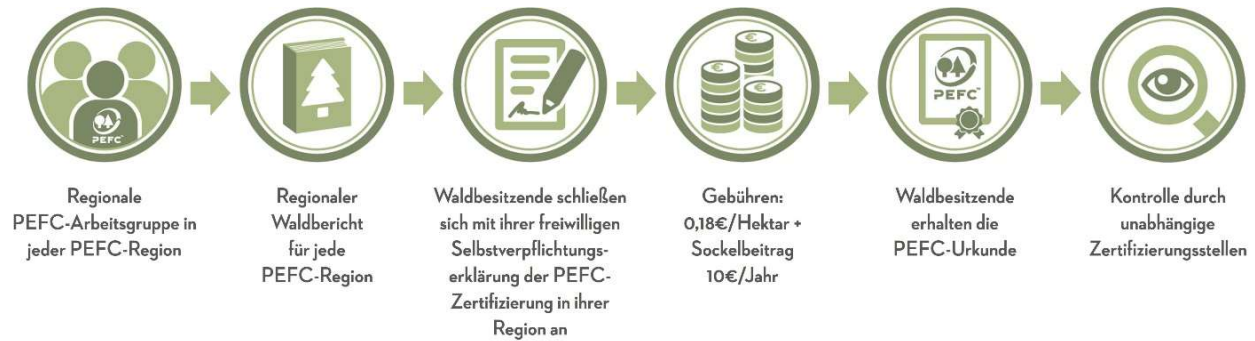 PEFC
PEFC
Regionale
PEFC-Arbeitsgruppe in
jeder PEFC-Region
Regionaler
Waldbericht
für jede
PEFC-Region
Waldbesitzende schließen
sich mit ihrer freiwilligen
Selbstverpflichtungs-
erklärung der PEFC-
Zertifizierung in ihrer
Region an
Gebühren:
0,18€/Hektar +
Sockelbeitrag
10€/Jahr
Waldbesitzende
erhalten die
PEFC-Urkunde
Kontrolle durch
unabhängige
Zertifizierungsstellen